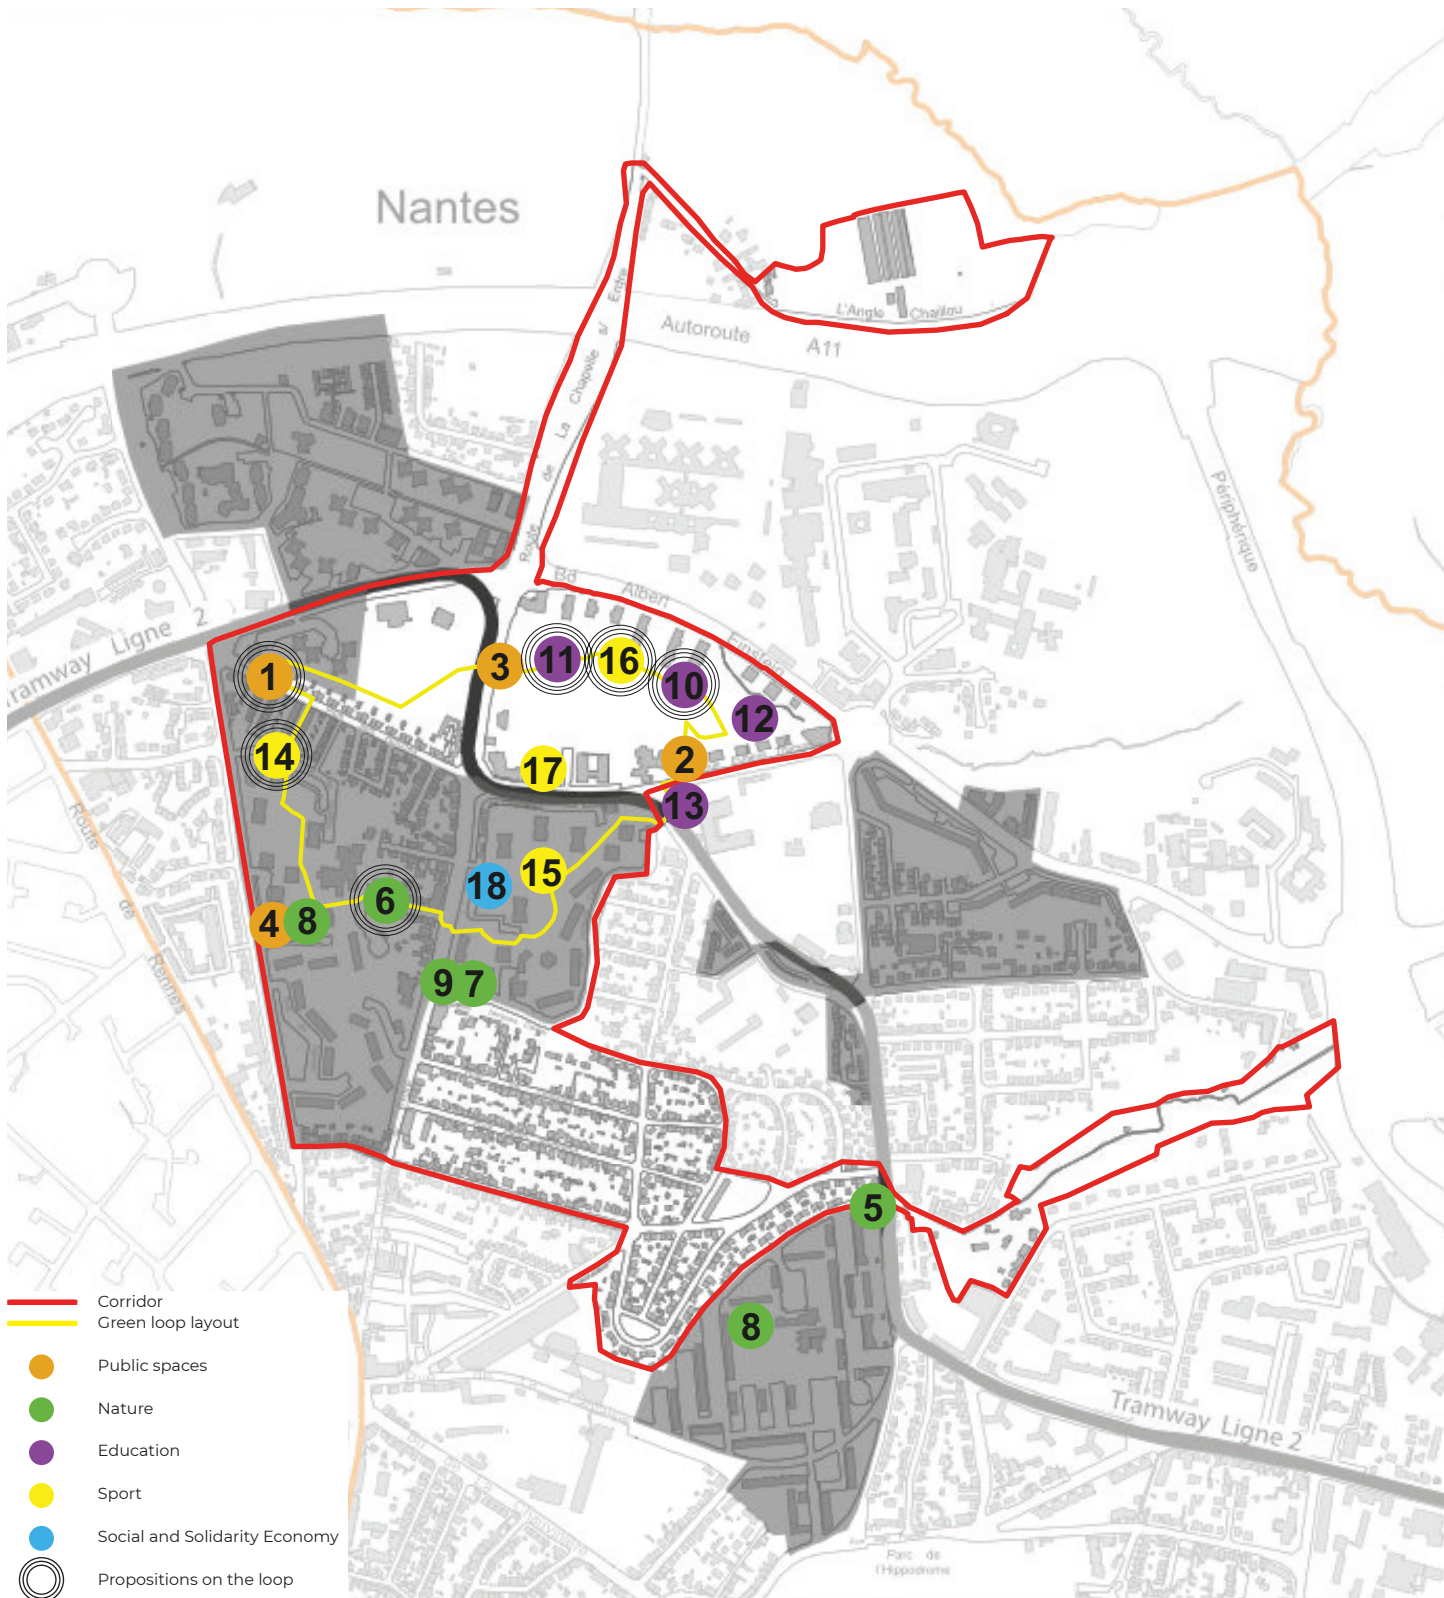 Nantes
Route de La Chapelle s/ Erdre
L'Angle Chaillou
Autoroute A11
Périphérique
Bd Albert Einstein
Tramway Ligne 2
1
3
11
16
10
12
14
2
17
13
15
18
6
4
8
9
7
Route de Rennes
5
8
Tramway Ligne 2
Parc de
l'Hippodrome
Corridor
Green loop layout
Public spaces
Nature
Education
Sport
Social and Solidarity Economy
Propositions on the loop